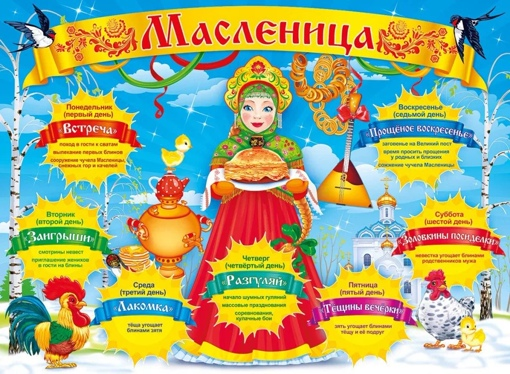 Масленица
Понедельник
(первый день)
Встреча»
поход в гости к сватам
выпекание первых блинов
сооружение чучела Масленицы,
снежных гор и качелей
Воскресенье
(седьмой день)
"Прощёное воскресенье"
заговенье на Великий пост
время просить прощения
у родных и близких
сожжение чучела Масленицы
Вторник
(второй день)
"Заигрыши"
смотрины невест
приглашение женихов
в гости на блины
Суббота
(шестой день)
"Золовкины посиделки"
невестка угощает блинами
родственников мужа
Среда
(третий день)
"Лакомка"
тёща угощает
блинами зятя
Четверг
(четвёртый день)
"Разгуляй"
начало шумных гуляний
массовые празднования
соревнования,
кулачные бои
Пятница
(пятый день)
"Тёщины вечерки"
зять угощает блинами
тёщу и её подруг